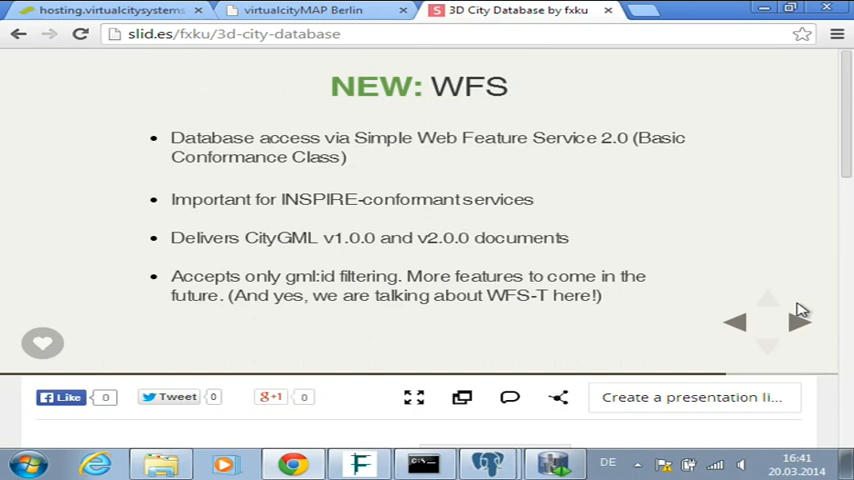 hosting.virtualcitysystems
virtualcityMAP Berlin
3D City Database by fxku
slid.es/fxku/3d-city-database
NEW: WFS
Database access via Simple Web Feature Service 2.0 (Basic
Conformance Class)
Important for INSPIRE-conformant services
Delivers CityGML v1.0.0 and v2.0.0 documents
Accepts only gml:id filtering. More features to come in the
future. (And yes, we are talking about WFS-T here!)
Like 0
Tweet 0
g+1 0
Create a presentation li...
DE
16:41
20.03.2014